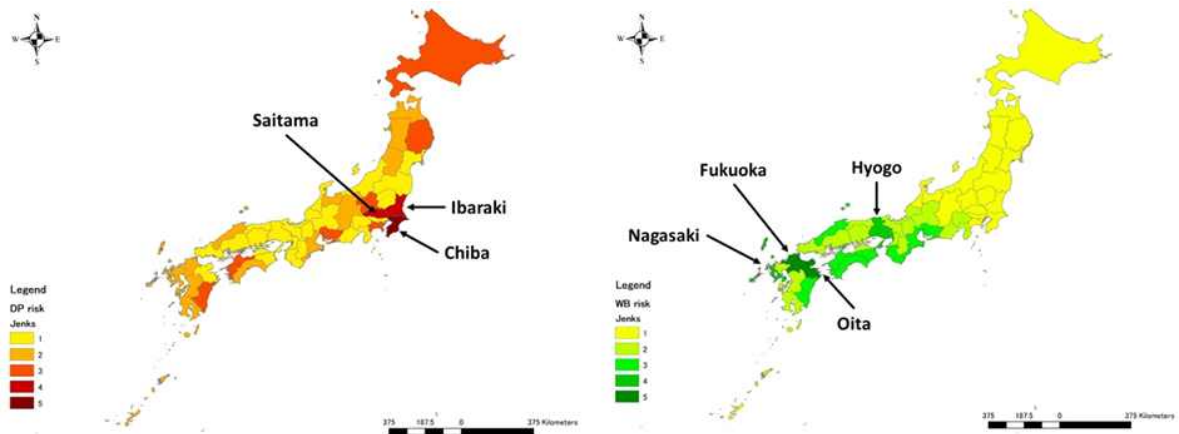 N
W E
S
Saitama
Ibaraki
Chiba
Legend
DP risk
Jenks
1
2
3
4
5
375 187.5 0 375 Kilometers
N
W E
S
Fukuoka
Hyogo
Nagasaki
Oita
Legend
WB risk
Jenks
1
2
3
4
5
375 187.5 0 375 Kilometers